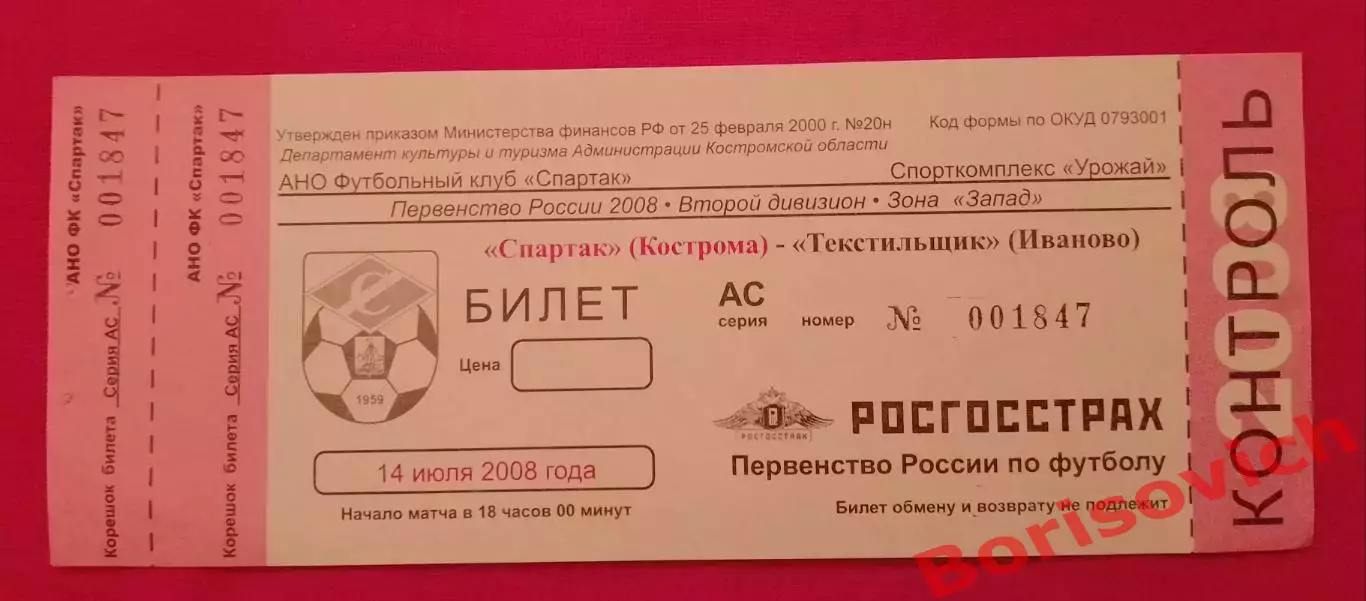 АНО ФК «Спартак»
Корешок билета Серия АС № 001847
АНО ФК «Спартак»
Корешок билета Серия АС № 001847
Утвержден приказом Министерства финансов РФ от 25 февраля 2000 г. №20н
Код формы по ОКУД 0793001
Департамент культуры и туризма Администрации Костромской области
АНО Футбольный клуб «Спартак»
Спорткомплекс «Урожай»
Первенство России 2008 • Второй дивизион • Зона «Запад»
«Спартак» (Кострома) - «Текстильщик» (Иваново)
С
1959
БИЛЕТ
АС
серия
номер № 001847
Цена
РОСГОССТРАХ
РОСГОССТРАХ
14 июля 2008 года
Первенство России по футболу
Начало матча в 18 часов 00 минут
Билет обмену и возврату не подлежит
2008
КОНТРОЛЬ
Borisovich